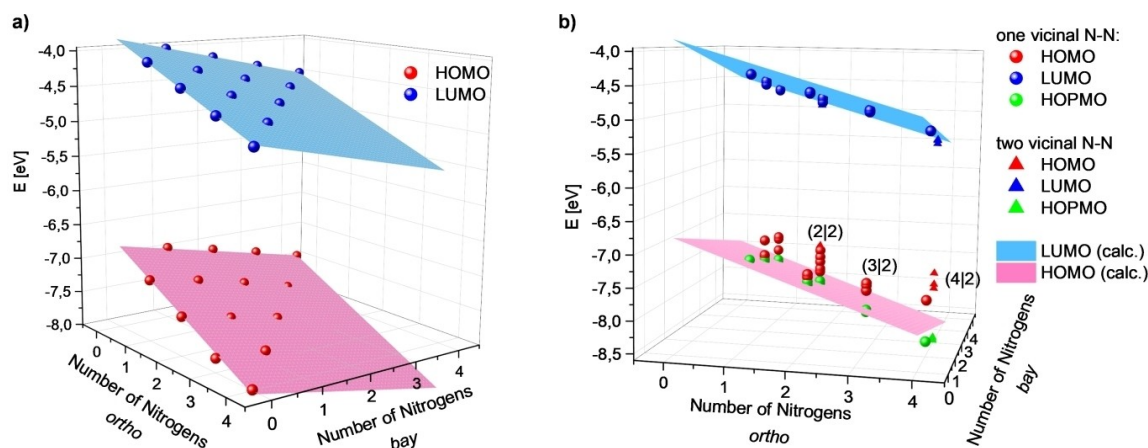 a)
-4,0
-4,5
-5,0
-5,5
-6,0
-6,5
-7,0
-7,5
-8,0
E [eV]
HOMO
LUMO
0
1
2
3
4
Number of Nitrogens
ortho
0
1
2
3
4
Number of Nitrogens
bay
b)
-4,0
-4,5
-5,0
-5,5
-6,0
-6,5
-7,0
-7,5
-8,0
-8,5
E [eV]
(2|2)
(3|2)
(4|2)
0
1
2
3
4
Number of Nitrogens
ortho
0
1
2
3
4
Number of Nitrogens
bay
one vicinal N-N:
HOMO
LUMO
HOPMO
two vicinal N-N
HOMO
LUMO
HOPMO
LUMO (calc.)
HOMO (calc.)